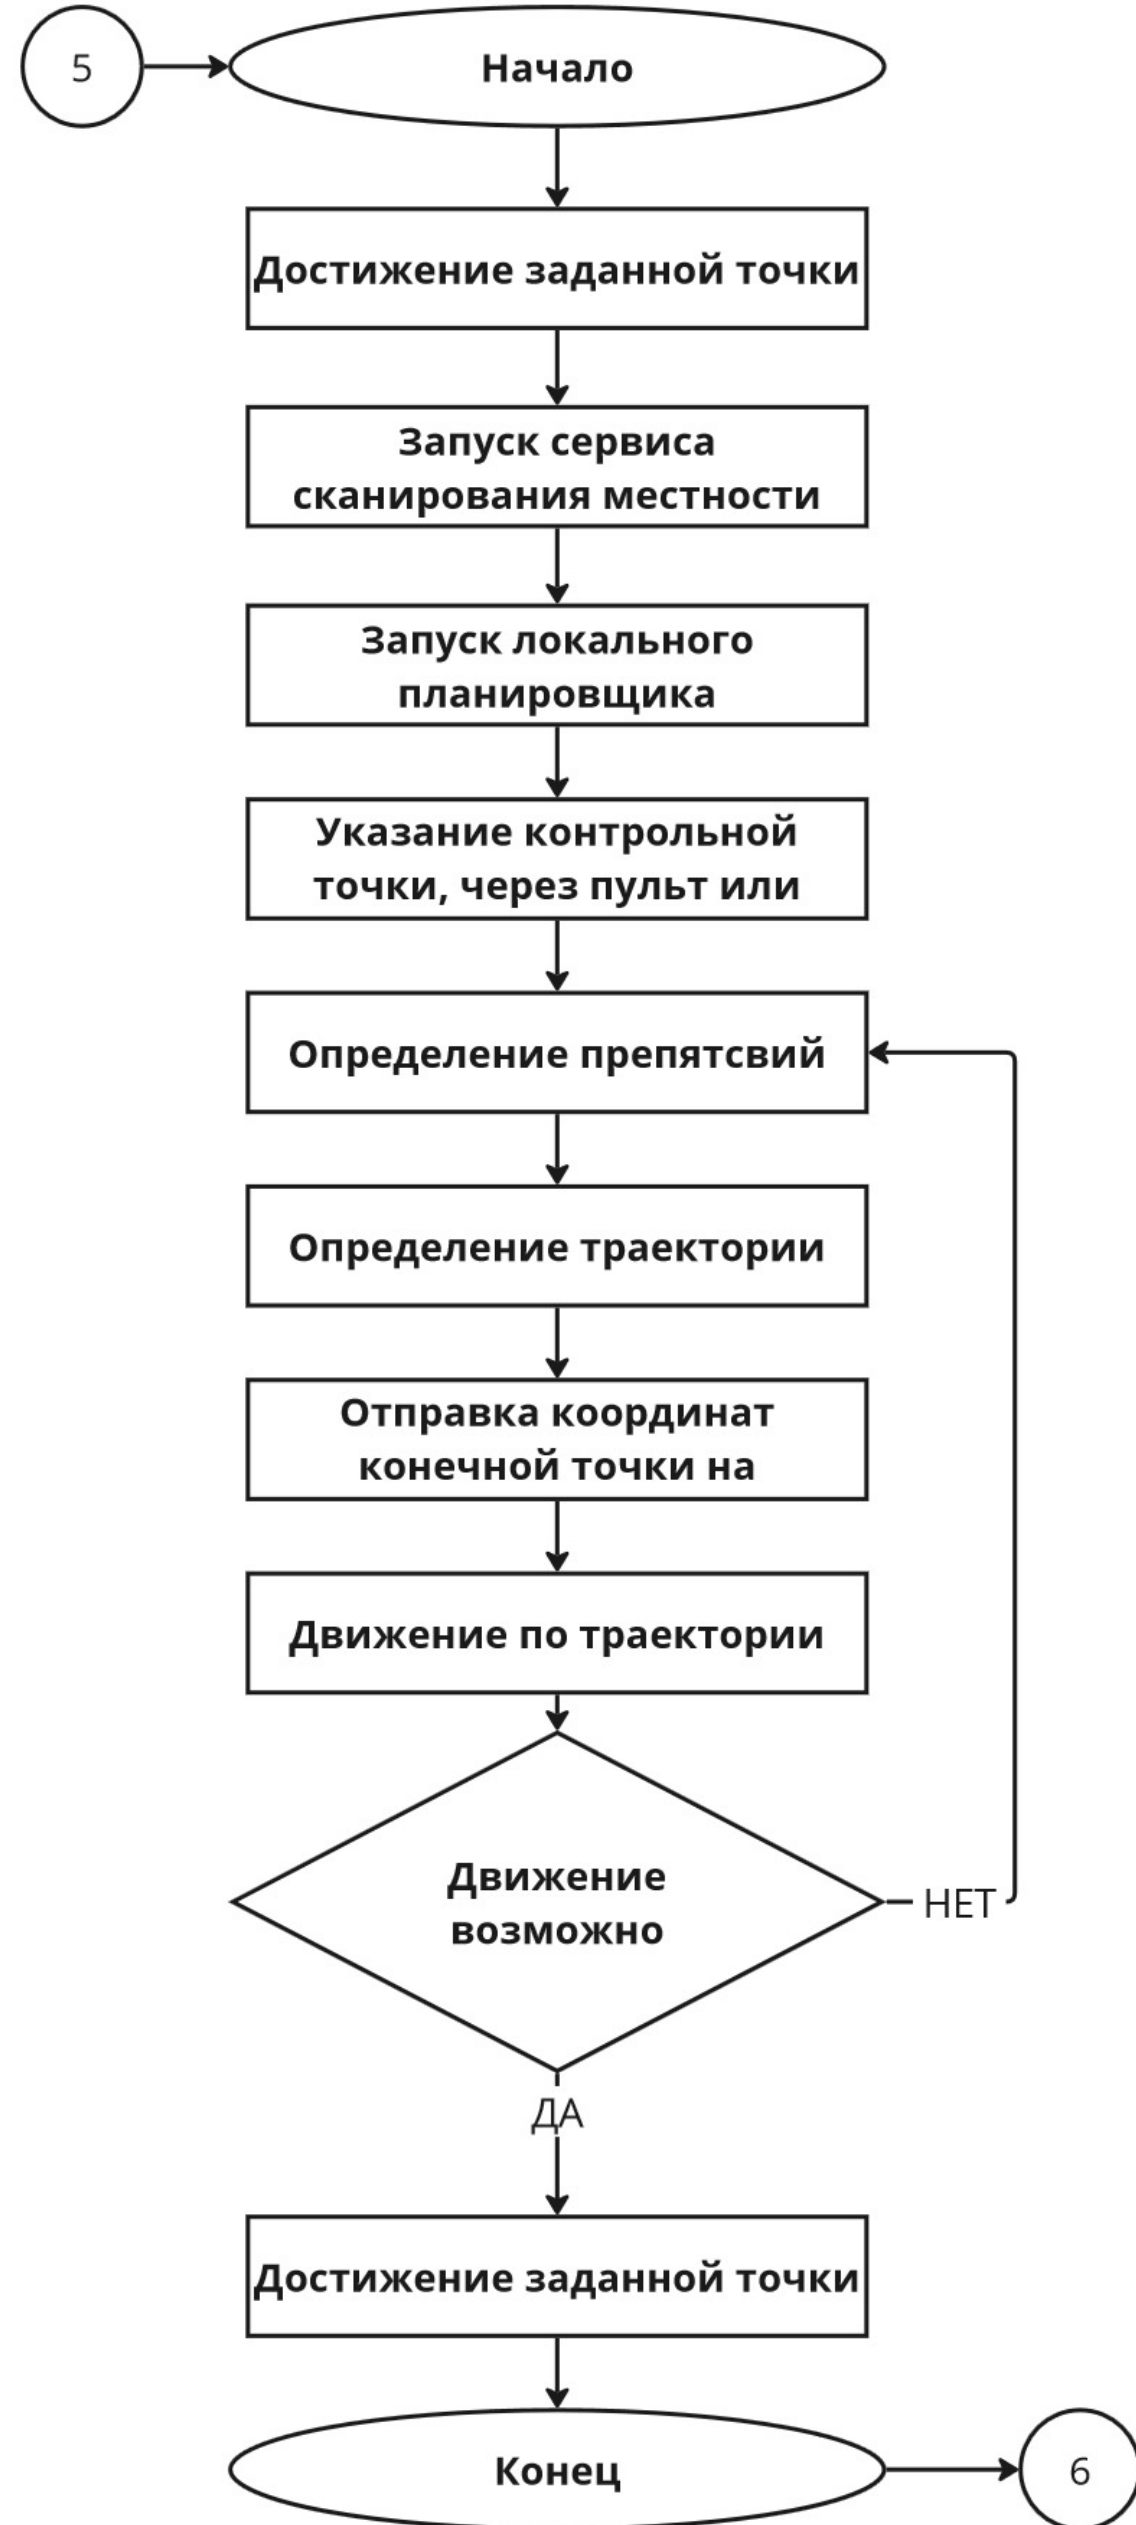 5
Начало
Достижение заданной точки
Запуск сервиса
сканирования местности
Запуск локального
планировщика
Указание контрольной
точки, через пульт или
Определение препятсвий
Определение траектории
Отправка координат
конечной точки на
Движение по траектории
Движение
возможно
НЕТ
ДА
Достижение заданной точки
Конец
6